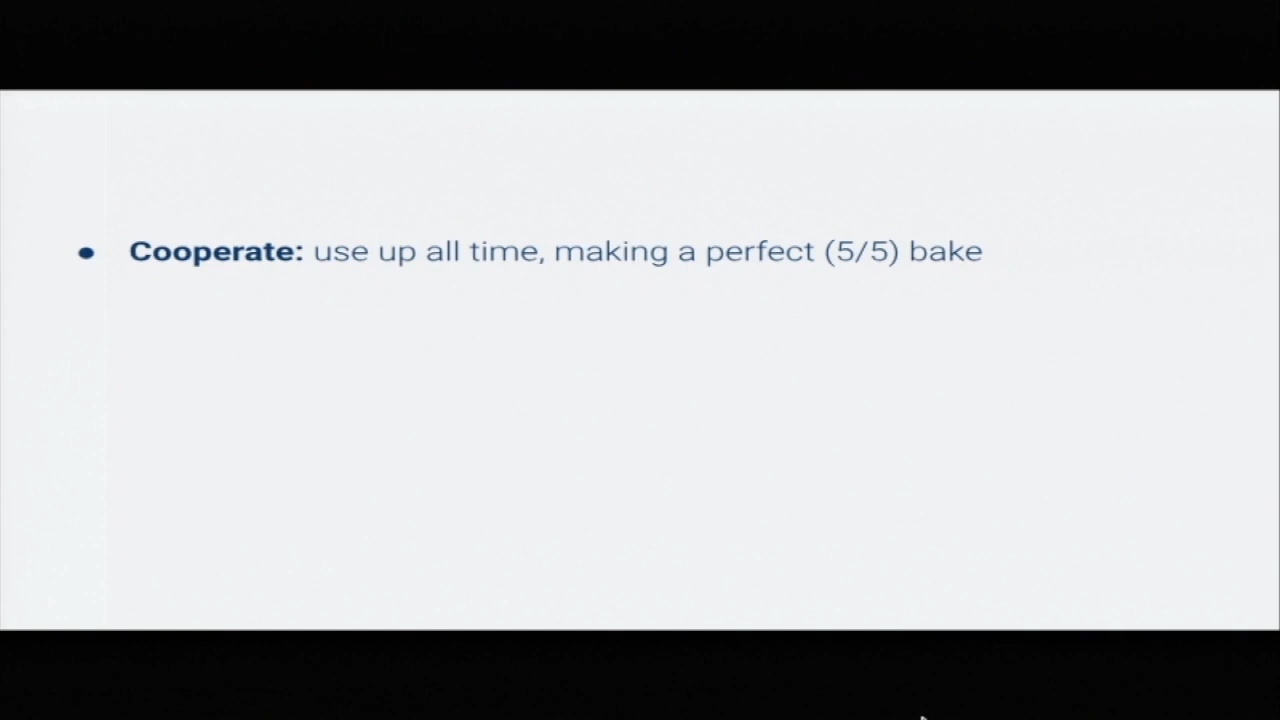 • Cooperate: use up all time, making a perfect (5/5) bake